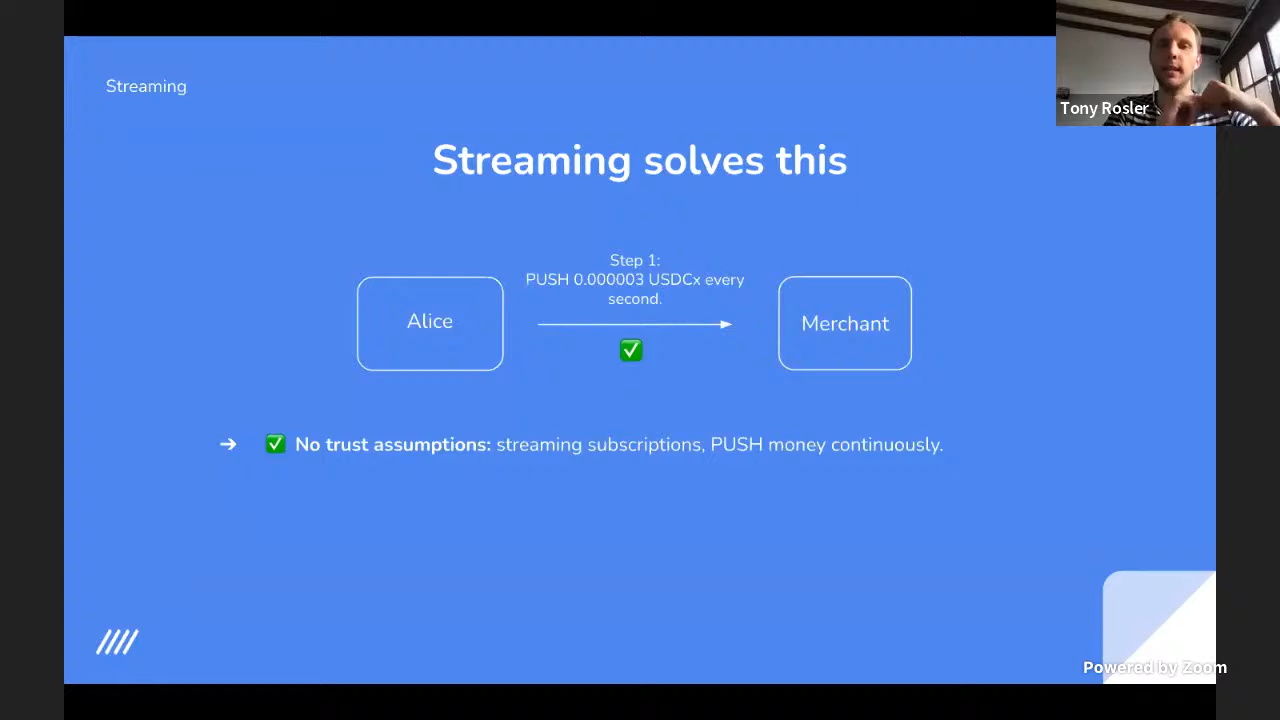 Streaming
Tony Rosler
Streaming solves this
Step 1:
PUSH 0.000003 USDCx every
second.
Alice
Merchant
➔ ✅ No trust assumptions: streaming subscriptions, PUSH money continuously.
Powered by Zoom